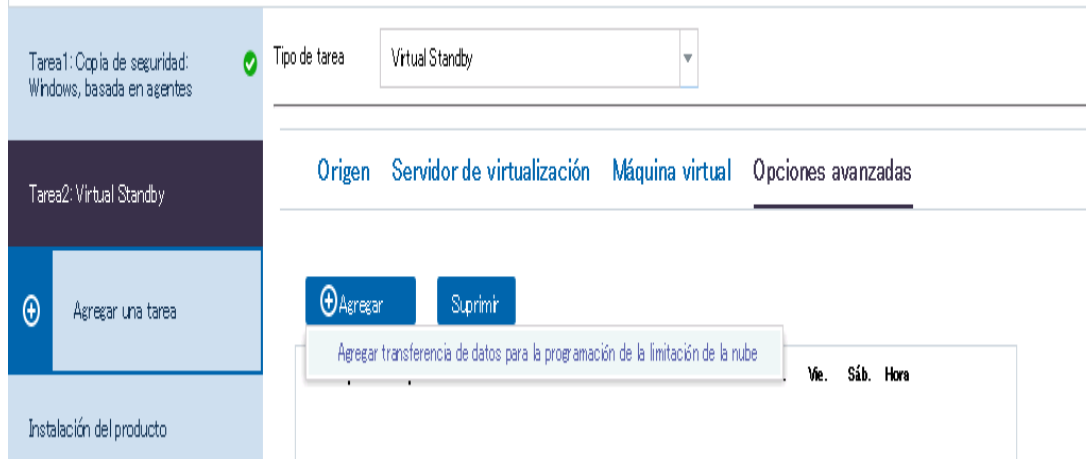 Tarea1: Copia de seguridad:
Windows, basada en agentes
Tipo de tarea
Virtual Standby
Tarea2: Virtual Standby
Origen Servidor de virtualización Máquina virtual Opciones avanzadas
Agregar una tarea
Agregar Suprimir
Agregar transferencia de datos para la programación de la limitación de la nube
Vie. Sáb. Hora
Instalación del producto